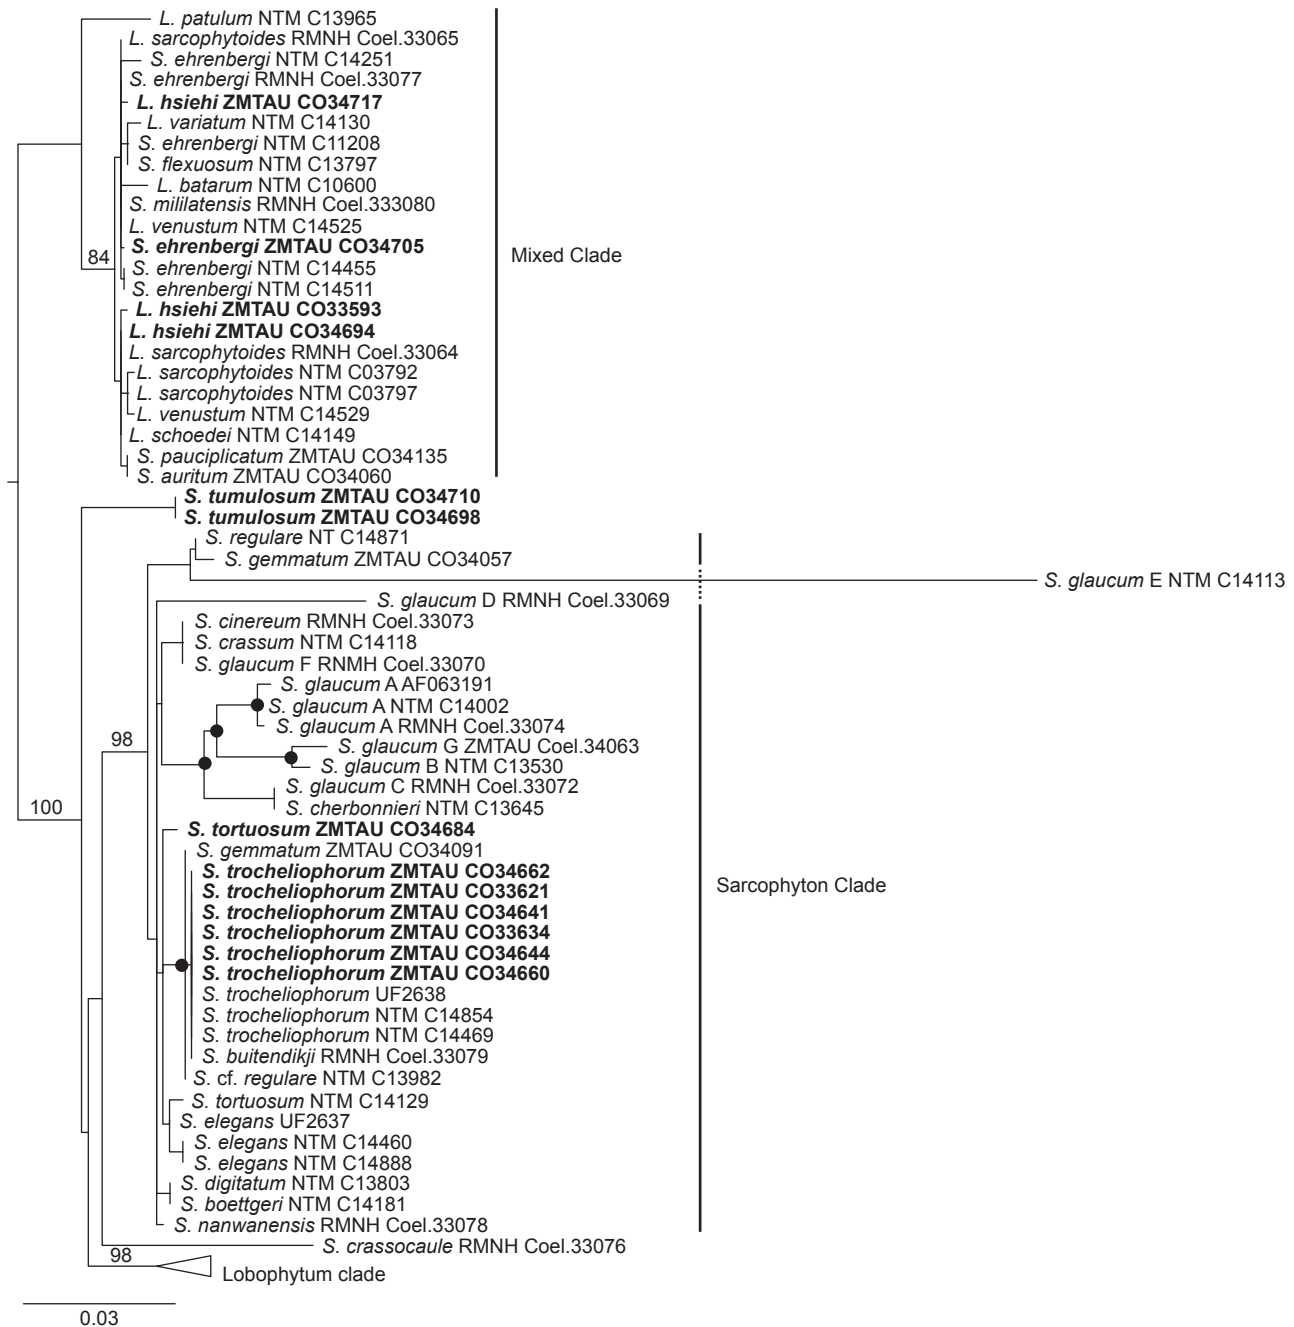 L. patulum NTM C13965
L. sarcophytoides RMNH Coel.33065
S. ehrenbergi NTM C14251
S. ehrenbergi RMNH Coel.33077
L. hsiehi ZMTAU CO34717
L. variatum NTM C14130
S. ehrenbergi NTM C11208
S. flexuosum NTM C13797
L. batarum NTM C10600
S. mililatensis RMNH Coel.333080
L. venustum NTM C14525
S. ehrenbergi ZMTAU CO34705
Mixed Clade
84
S. ehrenbergi NTM C14455
S. ehrenbergi NTM C14511
L. hsiehi ZMTAU CO33593
L. hsiehi ZMTAU CO34694
L. sarcophytoides RMNH Coel.33064
L. sarcophytoides NTM C03792
L. sarcophytoides NTM C03797
L. venustum NTM C14529
L. schoedei NTM C14149
S. pauciplicatum ZMTAU CO34135
S. auritum ZMTAU CO34060
S. tumulosum ZMTAU CO34710
S. tumulosum ZMTAU CO34698
S. regulare NT C14871
S. gemmatum ZMTAU CO34057
S. glaucum E NTM C14113
S. glaucum D RMNH Coel.33069
S. cinereum RMNH Coel.33073
S. crassum NTM C14118
S. glaucum F RNMH Coel.33070
S. glaucum A AF063191
S. glaucum A NTM C14002
S. glaucum A RMNH Coel.33074
98
S. glaucum G ZMTAU Coel.34063
S. glaucum B NTM C13530
S. glaucum C RMNH Coel.33072
S. cherbonnieri NTM C13645
100
S. tortuosum ZMTAU CO34684
S. gemmatum ZMTAU CO34091
S. trocheliophorum ZMTAU CO34662
Sarcophyton Clade
S. trocheliophorum ZMTAU CO33621
S. trocheliophorum ZMTAU CO34641
S. trocheliophorum ZMTAU CO33634
S. trocheliophorum ZMTAU CO34644
S. trocheliophorum ZMTAU CO34660
S. trocheliophorum UF2638
S. trocheliophorum NTM C14854
S. trocheliophorum NTM C14469
S. buitendikji RMNH Coel.33079
S. cf. regulare NTM C13982
S. tortuosum NTM C14129
S. elegans UF2637
S. elegans NTM C14460
S. elegans NTM C14888
S. digitatum NTM C13803
S. boettgeri NTM C14181
S. nanwanensis RMNH Coel.33078
S. crassocaule RMNH Coel.33076
98
Lobophytum clade
0.03